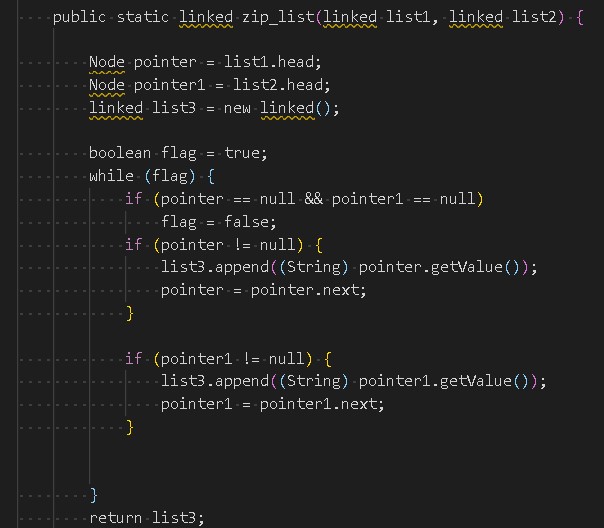 public static linked zip_list(linked list1, linked list2) {
Node pointer = list1.head;
Node pointer1 = list2.head;
linked list3 = new linked();
boolean flag = true;
while (flag) {
if (pointer == null && pointer1 == null)
flag = false;
if (pointer != null) {
list3.append((String) pointer.getValue());
pointer = pointer.next;
}
if (pointer1 != null) {
list3.append((String) pointer1.getValue());
pointer1 = pointer1.next;
}
}
return list3;